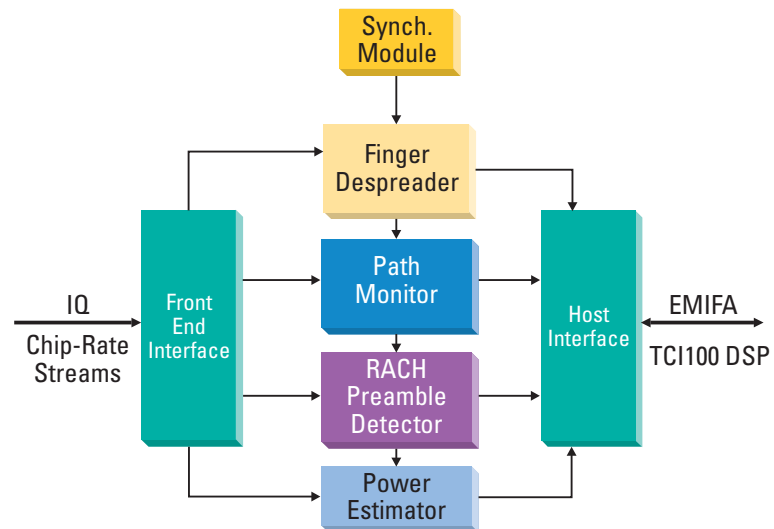 Synch.
Module
Finger
Despreader
Path
Monitor
IQ
Chip-Rate
Streams
Front
End
Interface
Host
Interface
EMIFA
TCI100 DSP
RACH
Preamble
Detector
Power
Estimator